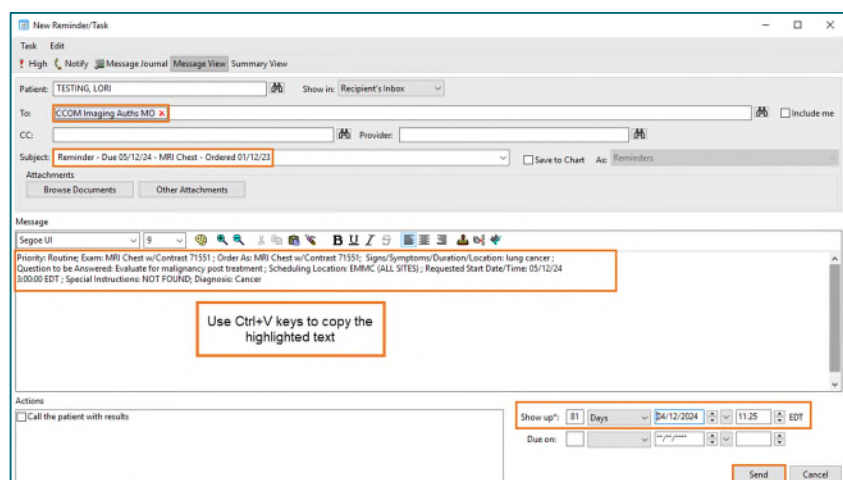 New Reminder/Task
Task Edit
! High Notify Message Journal Message View Summary View
Patient: TESTING, LORI Show in: Recipient's Inbox
To: CCOM Imaging Auths MO Include me
CC: Provider:
Subject: Reminder - Due 05/12/24 - MRI Chest - Ordered 01/12/23 Save to Chart As: Reminders
Attachments
Browse Documents Other Attachments
Message
Segoe UI 9 B U I S
Priority: Routine; Exam: MRI Chest w/Contrast 71551 ; Order As: MRI Chest w/Contrast 71551; Signs/Symptoms/Duration/Location: lung cancer ;
Question to be Answered: Evaluate for malignancy post treatment ; Scheduling Location: EMMC (ALL SITES) ; Requested Start Date/Time: 05/12/24
3:00:00 EDT ; Special Instructions: NOT FOUND; Diagnosis: Cancer
Use Ctrl+V keys to copy the
highlighted text
Actions
Call the patient with results
Show up*: 81 Days 04/12/2024 11:25 EDT
Due on: **/**/****
Send Cancel